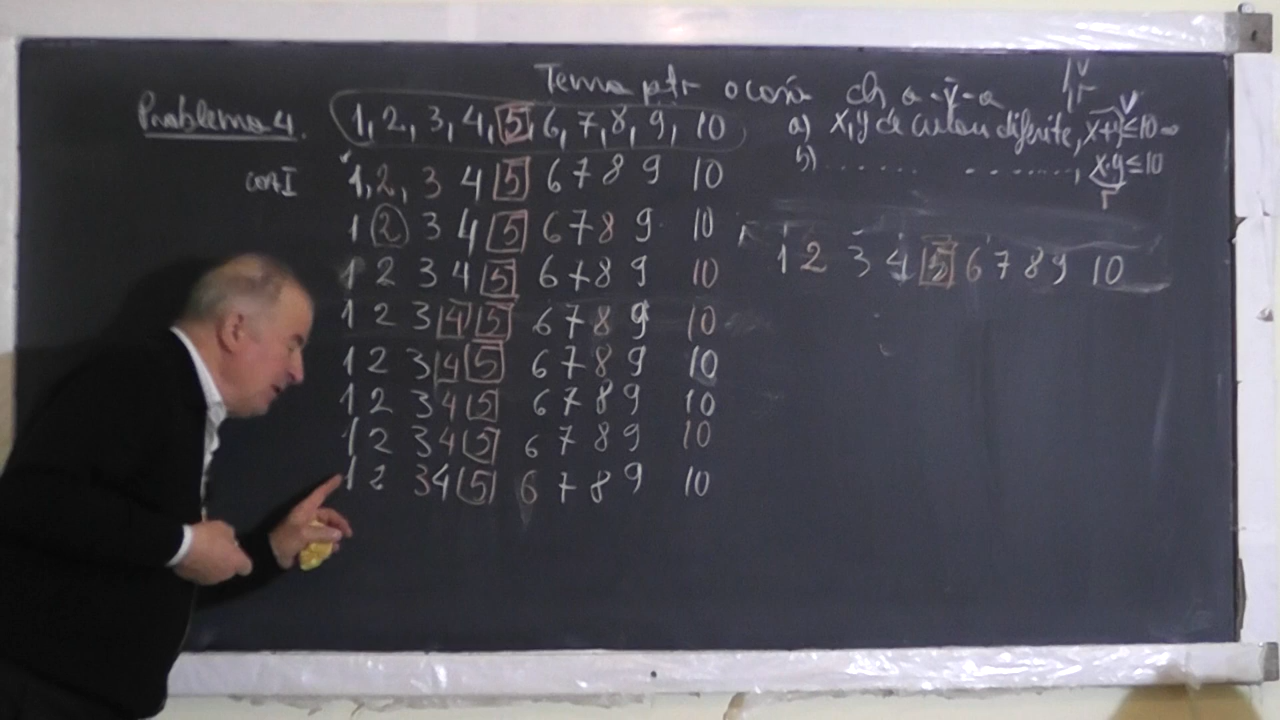 Tema ptr o coră
Problema 4. 1, 2, 3, 4, 5, 6, 7, 8, 9, 10
a) x, y de culori diferite, x+y≤10
V
b) ...... ......, x·y≤10
r
caz I 1, 2, 3 4 5 6 7 8 9 10
1 2 3 4 5 6 7 8 9 10
1 2 3 4 5 6 7 8 9 10
1 2 3 4 5 6 7 8 9 10
1 2 3 4 5 6 7 8 9 10
1 2 3 4 5 6 7 8 9 10
1 2 3 4 5 6 7 8 9 10
1 2 3 4 5 6 7 8 9 10
1 2 3 4 5 6 7 8 9 10